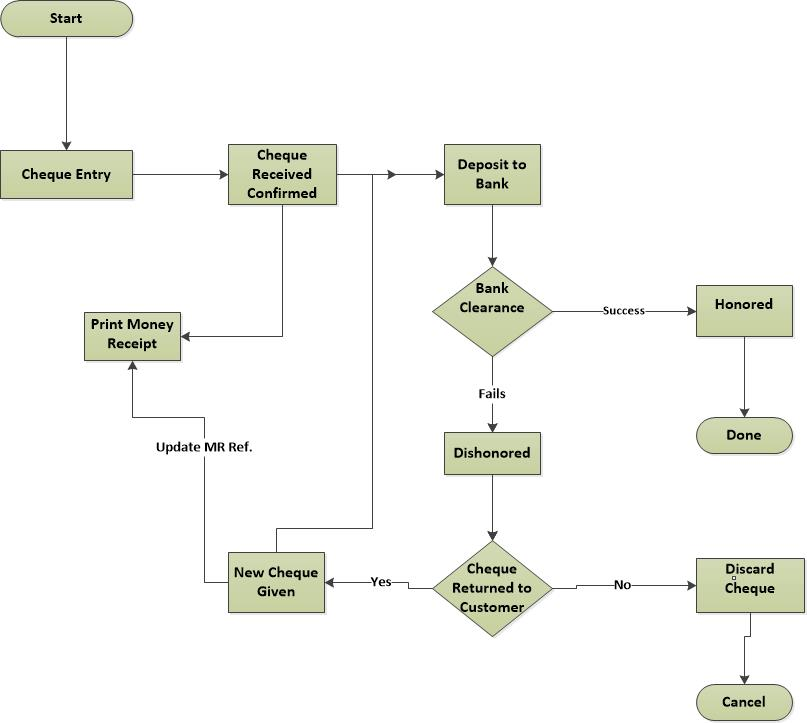 Start
Cheque Entry
Cheque
Received
Confirmed
Deposit to
Bank
Bank
Clearance
Success
Honored
Print Money
Receipt
Fails
Done
Update MR Ref.
Dishonored
New Cheque
Given
Yes
Cheque
Returned to
Customer
No
Discard
Cheque
Cancel